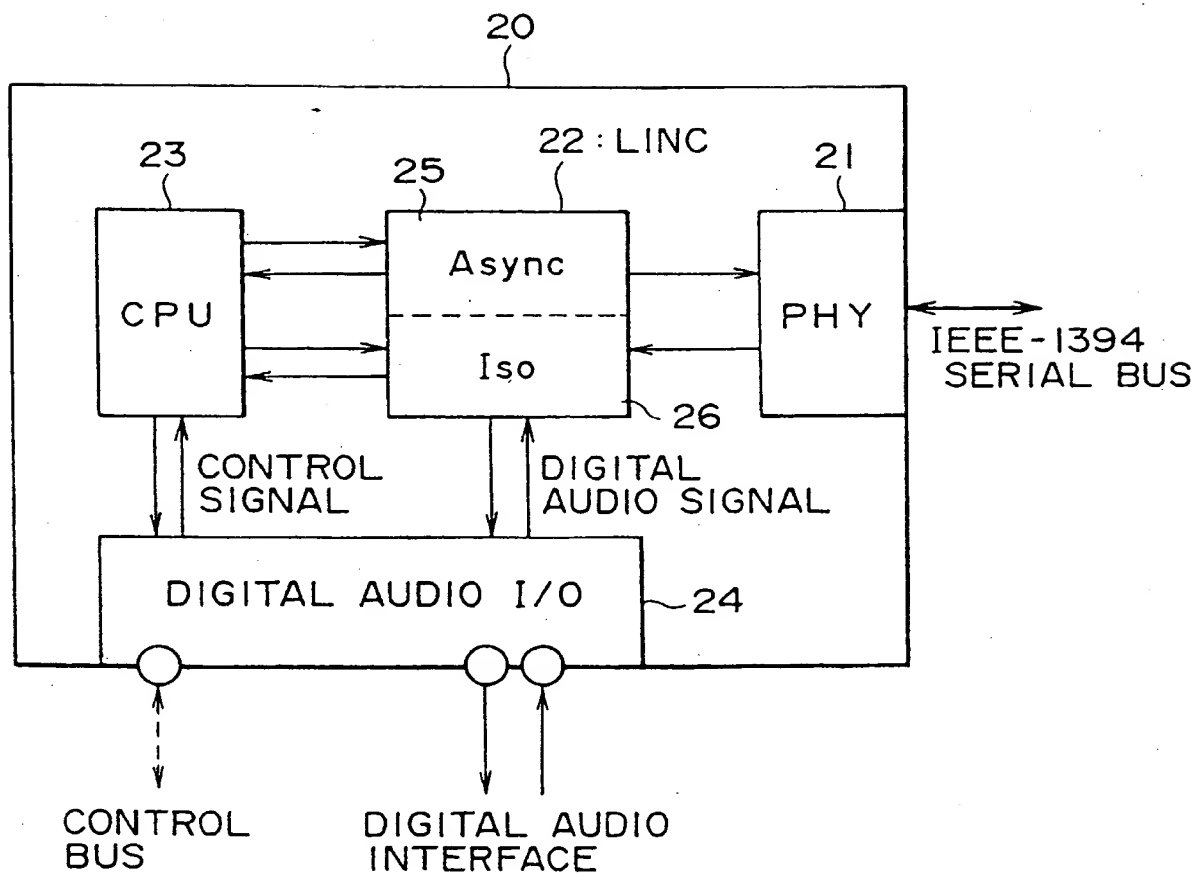 20
23
25
22 : LINC
21
Async
CPU
PHY
Iso
IEEE-1394
SERIAL BUS
26
CONTROL
SIGNAL
DIGITAL
AUDIO SIGNAL
DIGITAL AUDIO I/O
24
CONTROL
BUS
DIGITAL AUDIO
INTERFACE